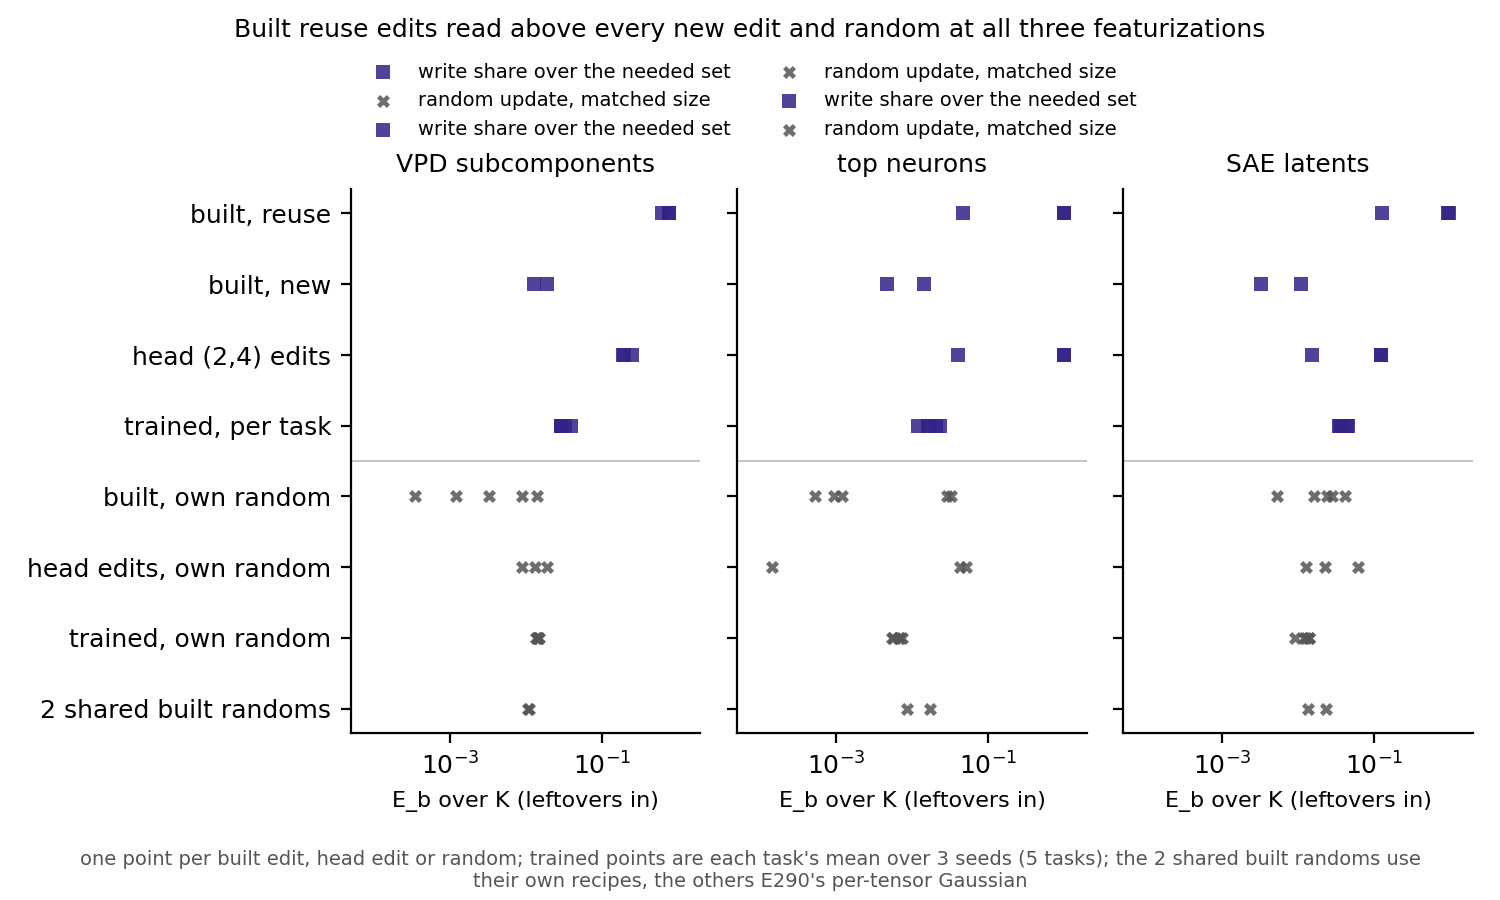 Built reuse edits read above every new edit and random at all three featurizations
write share over the needed set
random update, matched size
write share over the needed set
random update, matched size
write share over the needed set
random update, matched size
VPD subcomponents
top neurons
SAE latents
built, reuse
built, new
head (2,4) edits
trained, per task
built, own random
head edits, own random
trained, own random
2 shared built randoms
10⁻³ 10⁻¹
10⁻³ 10⁻¹
10⁻³ 10⁻¹
E_b over K (leftovers in)
E_b over K (leftovers in)
E_b over K (leftovers in)
one point per built edit, head edit or random; trained points are each task's mean over 3 seeds (5 tasks); the 2 shared built randoms use
their own recipes, the others E290's per-tensor Gaussian